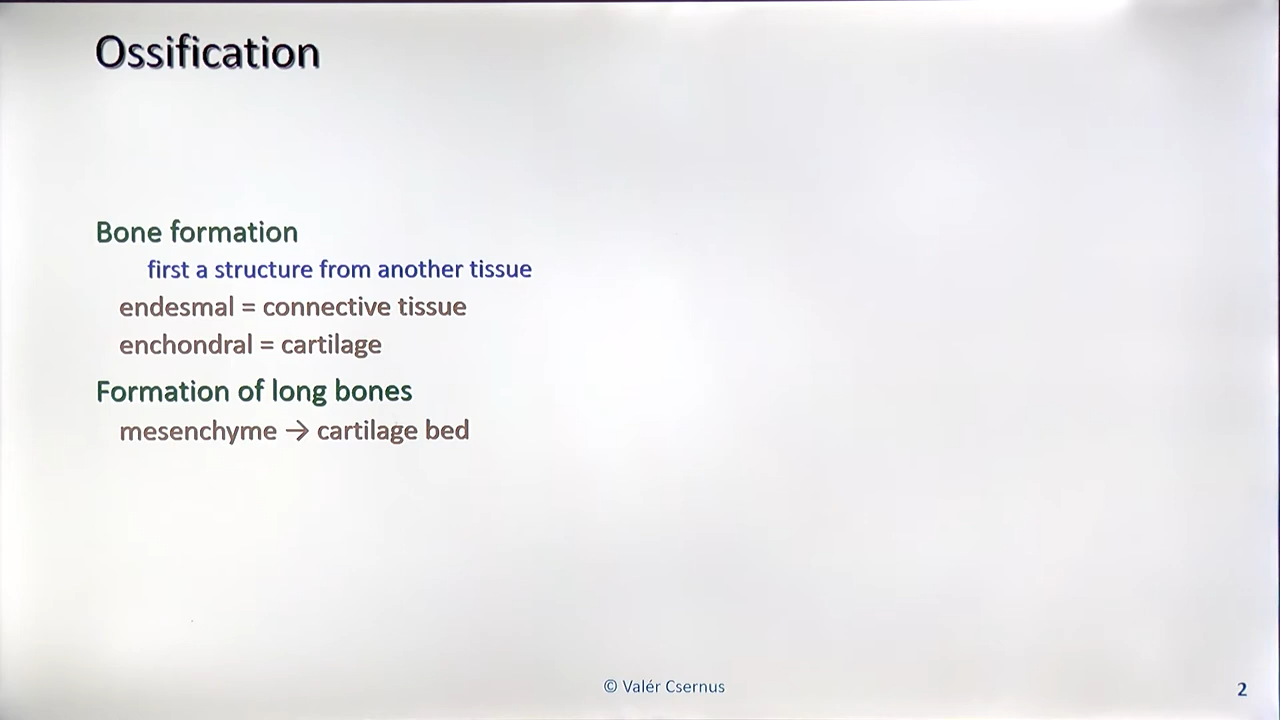 Ossification
Bone formation
first a structure from another tissue
endesmal = connective tissue
enchondral = cartilage
Formation of long bones
mesenchyme → cartilage bed
© Valér Csernus
2